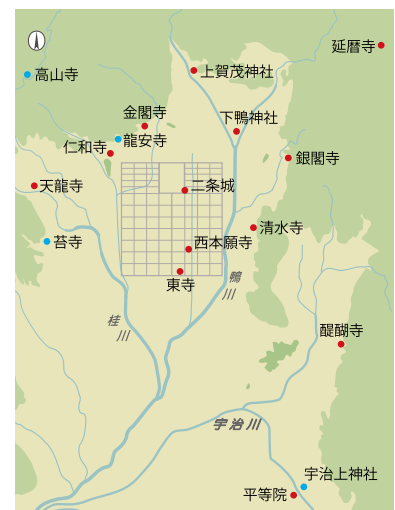 延暦寺
上賀茂神社
高山寺
金閣寺
下鴨神社
龍安寺
仁和寺
銀閣寺
天龍寺
二条城
清水寺
苔寺
西本願寺
東寺
鴨川
桂川
醍醐寺
宇治川
宇治上神社
平等院